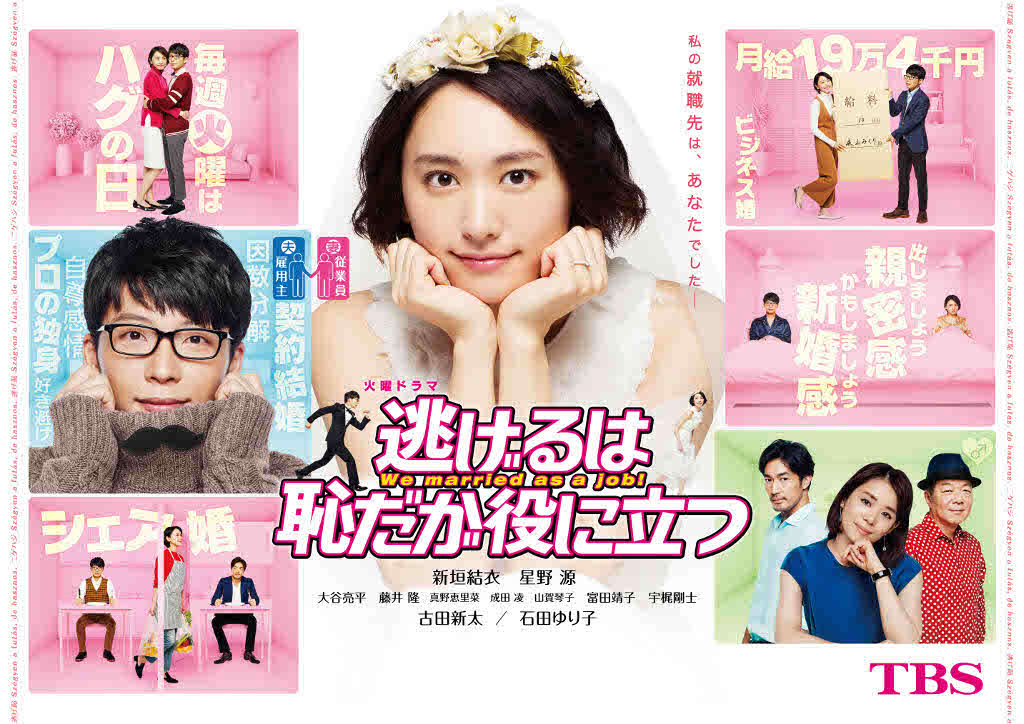 毎週火曜は
ハグの日
私の就職先は、あなたでした―
月給19万4千円
ビジネス婚
給料
夫
雇用主
妻
従業員
因数分解
契約結婚
自尊感情
プロの独身
好き避け
出しましょう
親密感
かもしましょう
新婚感
シェア婚
火曜ドラマ
逃げるは
We married as a job!
恥だが役に立つ
新垣結衣 星野 源
大谷亮平 藤井 隆 真野恵里菜 成田 凌 山賀琴子 富田靖子 宇梶剛士
古田新太 / 石田ゆり子
TBS